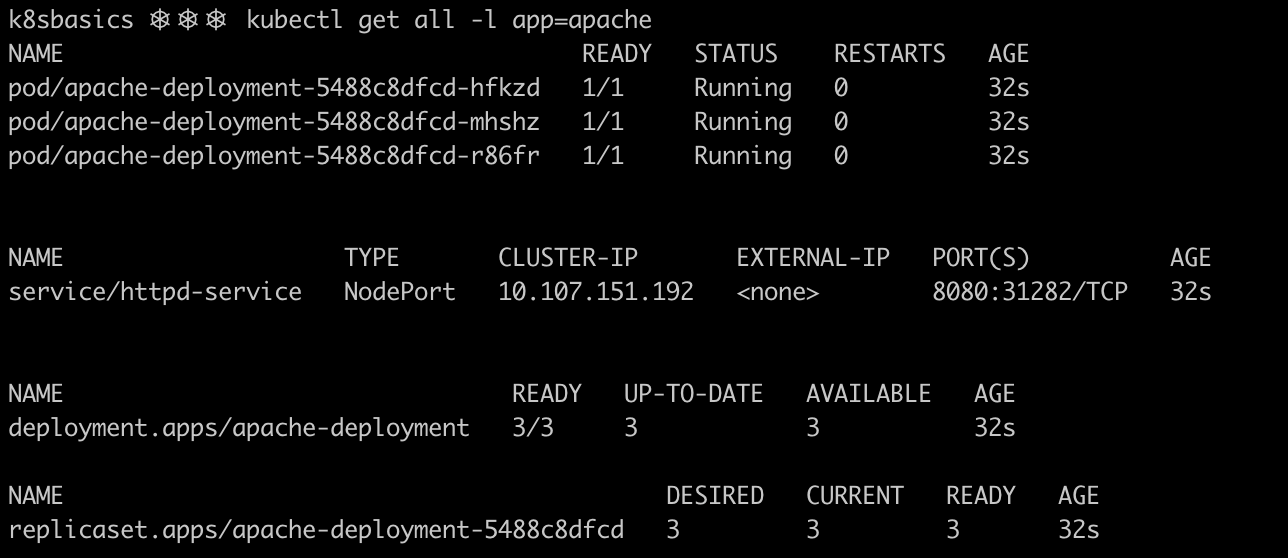 k8sbasics ⎈⎈⎈ kubectl get all -l app=apache
NAME                                     READY   STATUS    RESTARTS   AGE
pod/apache-deployment-5488c8dfcd-hfkzd   1/1     Running   0          32s
pod/apache-deployment-5488c8dfcd-mhshz   1/1     Running   0          32s
pod/apache-deployment-5488c8dfcd-r86fr   1/1     Running   0          32s
NAME                    TYPE       CLUSTER-IP       EXTERNAL-IP   PORT(S)          AGE
service/httpd-service   NodePort   10.107.151.192   <none>        8080:31282/TCP   32s
NAME                                READY   UP-TO-DATE   AVAILABLE   AGE
deployment.apps/apache-deployment   3/3     3            3           32s
NAME                                           DESIRED   CURRENT   READY   AGE
replicaset.apps/apache-deployment-5488c8dfcd   3         3         3       32s